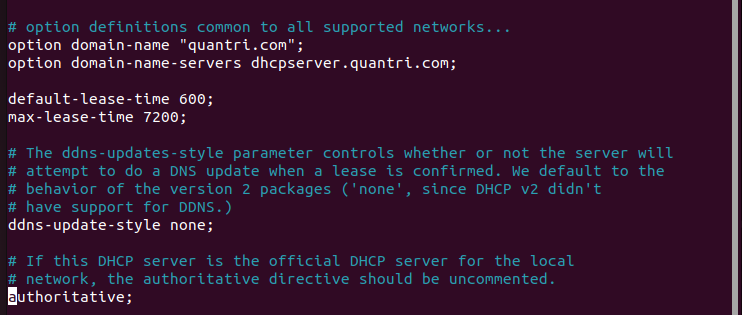 # option definitions common to all supported networks...
option domain-name "quantri.com";
option domain-name-servers dhcpserver.quantri.com;
default-lease-time 600;
max-lease-time 7200;
# The ddns-updates-style parameter controls whether or not the server will
# attempt to do a DNS update when a lease is confirmed. We default to the
# behavior of the version 2 packages ('none', since DHCP v2 didn't
# have support for DDNS.)
ddns-update-style none;
# If this DHCP server is the official DHCP server for the local
# network, the authoritative directive should be uncommented.
authoritative;